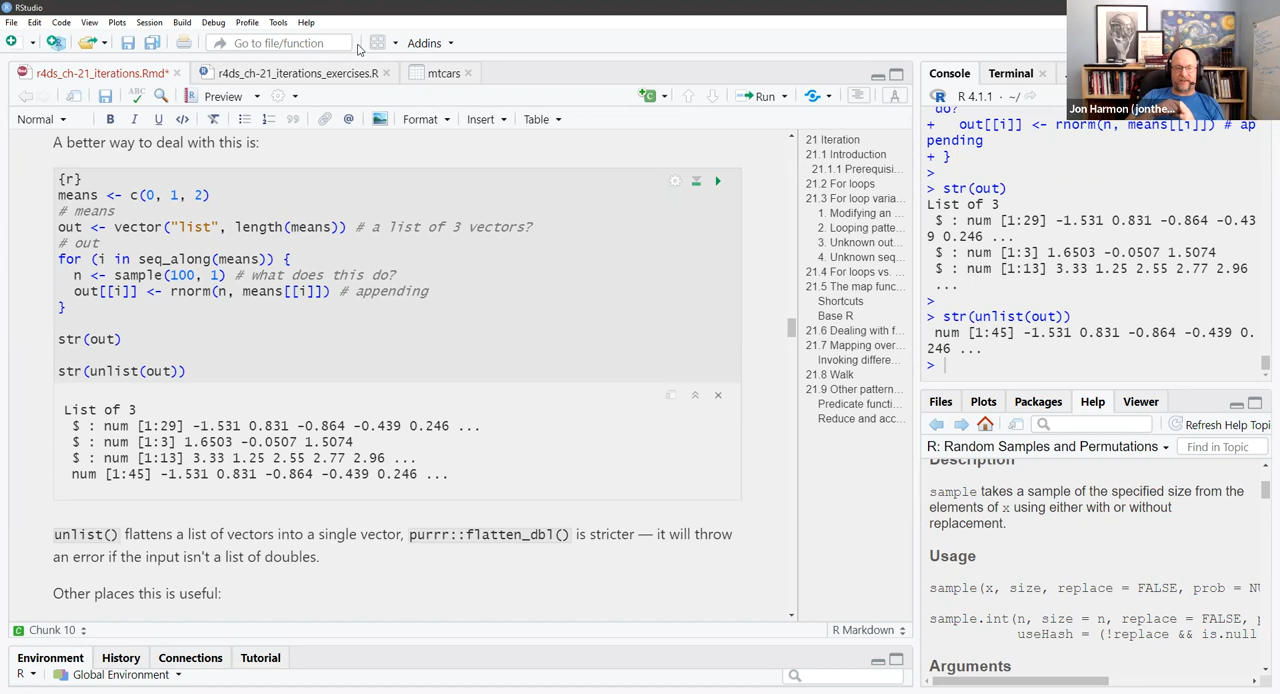 RStudio
File Edit Code View Plots Session Build Debug Profile Tools Help
Go to file/function
Addins
r4ds_ch-21_iterations.Rmd*
r4ds_ch-21_iterations_exercises.R
mtcars
ABC
Preview
Run
Normal
B I U
Format
Insert
Table
A better way to deal with this is:
{r}
means <- c(0, 1, 2)
# means
out <- vector("list", length(means)) # a list of 3 vectors?
# out
for (i in seq_along(means)) {
n <- sample(100, 1) # what does this do?
out[[i]] <- rnorm(n, means[[i]]) # appending
}
str(out)
str(unlist(out))
List of 3
$ : num [1:29] -1.531 0.831 -0.864 -0.439 0.246 ...
$ : num [1:3] 1.6503 -0.0507 1.5074
$ : num [1:13] 3.33 1.25 2.55 2.77 2.96 ...
num [1:45] -1.531 0.831 -0.864 -0.439 0.246 ...
unlist() flattens a list of vectors into a single vector, purrr::flatten_dbl() is stricter — it will throw
an error if the input isn't a list of doubles.
Other places this is useful:
Chunk 10
R Markdown
21 Iteration
21.1 Introduction
21.1.1 Prerequisi...
21.2 For loops
21.3 For loop varia...
1. Modifying an ...
2. Looping patte...
3. Unknown out...
4. Unknown seq...
21.4 For loops vs. ...
21.5 The map func...
Shortcuts
Base R
21.6 Dealing with f...
21.7 Mapping over...
Invoking differe...
21.8 Walk
21.9 Other pattern...
Predicate functi...
Reduce and acc...
Environment History Connections Tutorial
R Global Environment
Console Terminal
R 4.1.1 · ~/
Jon Harmon (jonthe...
do?
+ out[[i]] <- rnorm(n, means[[i]]) # ap
pending
+ }
>
> str(out)
List of 3
$ : num [1:29] -1.531 0.831 -0.864 -0.43
9 0.246 ...
$ : num [1:3] 1.6503 -0.0507 1.5074
$ : num [1:13] 3.33 1.25 2.55 2.77 2.96
...
>
> str(unlist(out))
num [1:45] -1.531 0.831 -0.864 -0.439 0.
246 ...
>
Files Plots Packages Help Viewer
Refresh Help Topi
R: Random Samples and Permutations
Find in Topic
Description
sample takes a sample of the specified size from the
elements of x using either with or without
replacement.
Usage
sample(x, size, replace = FALSE, prob = NU
sample.int(n, size = n, replace = FALSE, p
useHash = (!replace && is.null
Arguments